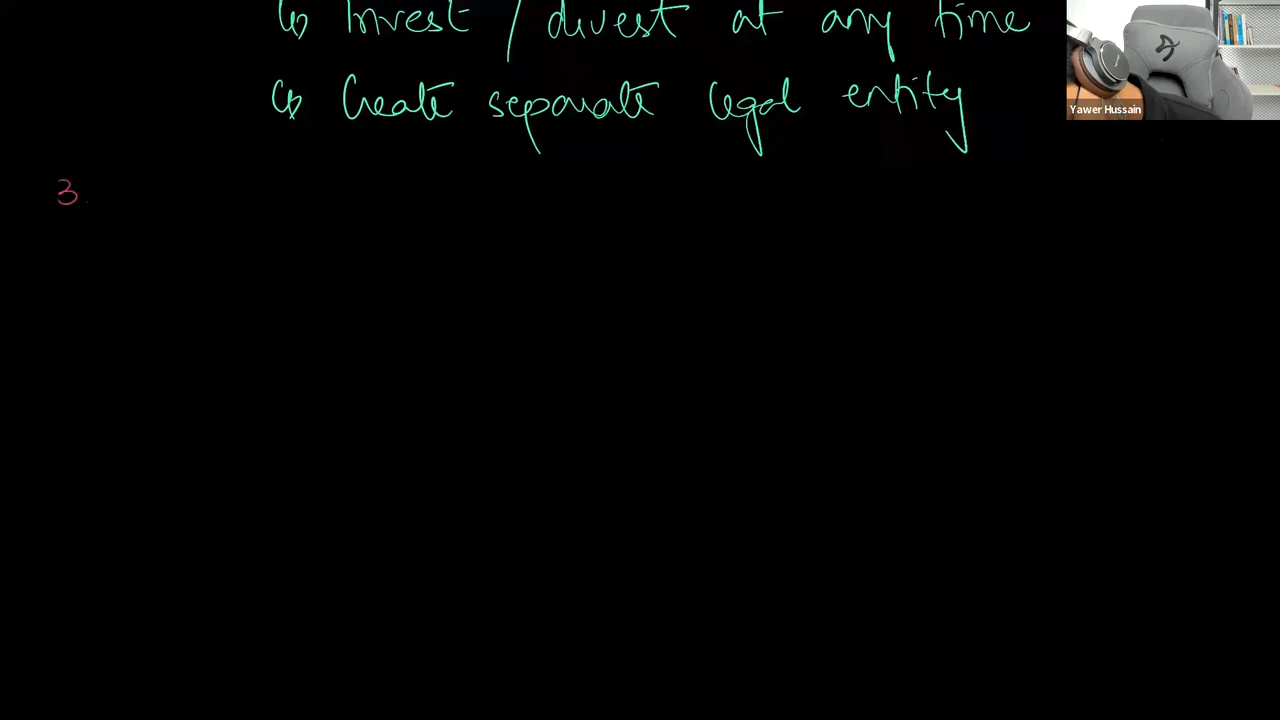 ↳ Invest / divest at any time
↳ Create separate legal entity
Yawer Hussain
3.